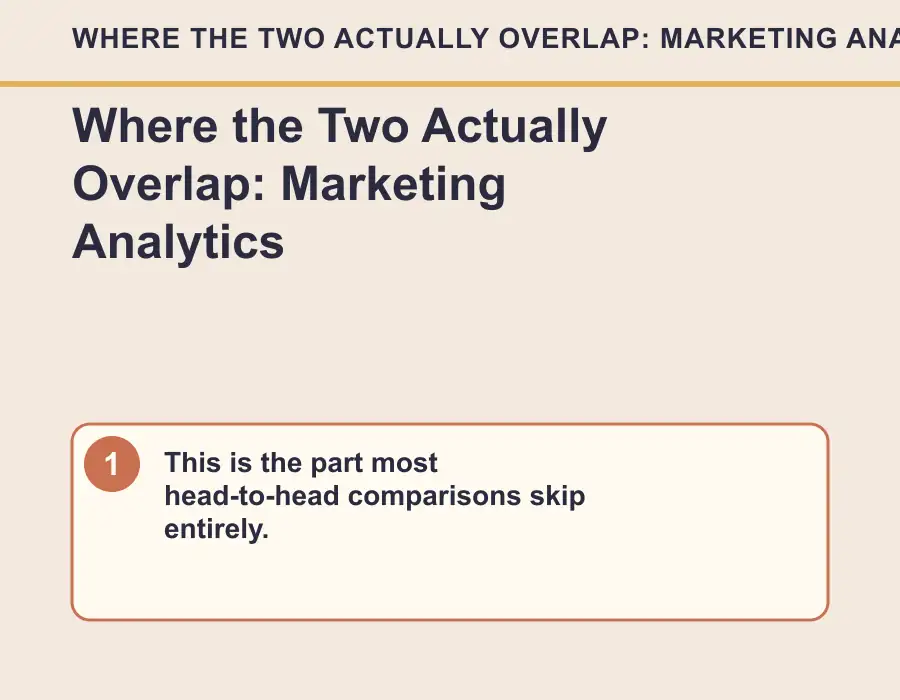 WHERE THE TWO ACTUALLY OVERLAP: MARKETING ANA
Where the Two Actually
Overlap: Marketing
Analytics
1
This is the part most
head-to-head comparisons skip
entirely.